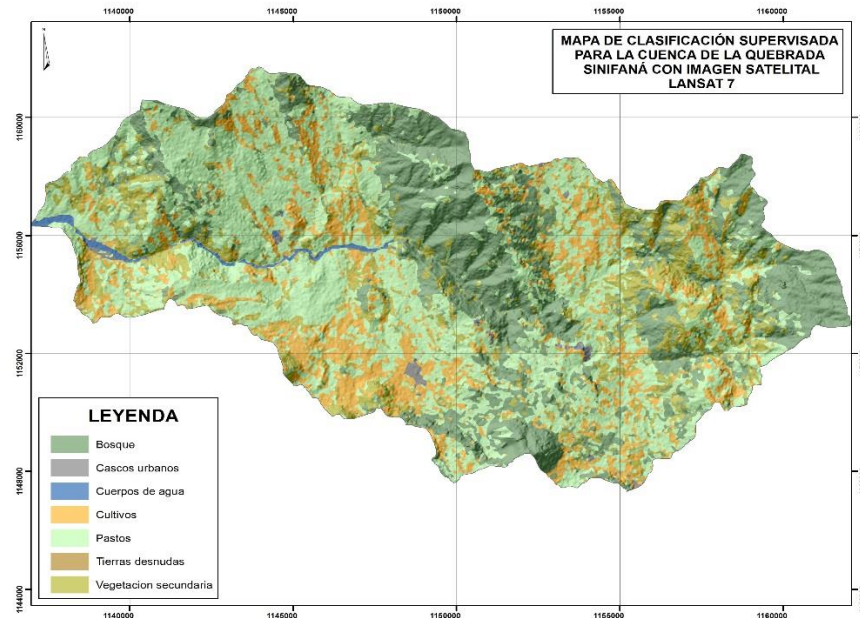 1140000 1145000 1150000 1155000 1160000
MAPA DE CLASIFICACIÓN SUPERVISADA
PARA LA CUENCA DE LA QUEBRADA
SINIFANÁ CON IMAGEN SATELITAL
LANSAT 7
1160000
1156000
1152000
1148000
1144000
LEYENDA
Bosque
Cascos urbanos
Cuerpos de agua
Cultivos
Pastos
Tierras desnudas
Vegetacion secundaria
1140000 1145000 1150000 1155000 1160000